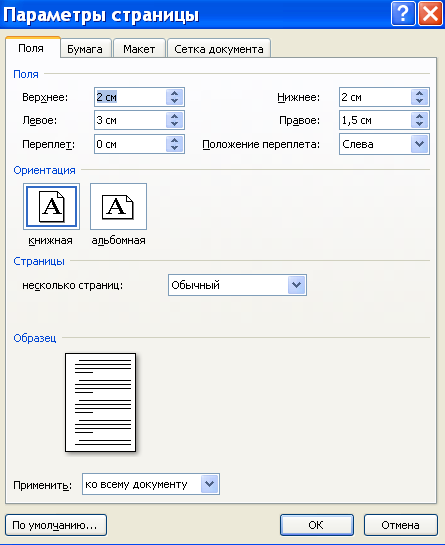 Параметры страницы
Поля Бумага Макет Сетка документа
Поля
Верхнее: 2 см Нижнее: 2 см
Левое: 3 см Правое: 1,5 см
Переплет: 0 см Положение переплета: Слева
Ориентация
A A
книжная альбомная
Страницы
несколько страниц: Обычный
Образец
Применить: ко всему документу
По умолчанию... ОК Отмена